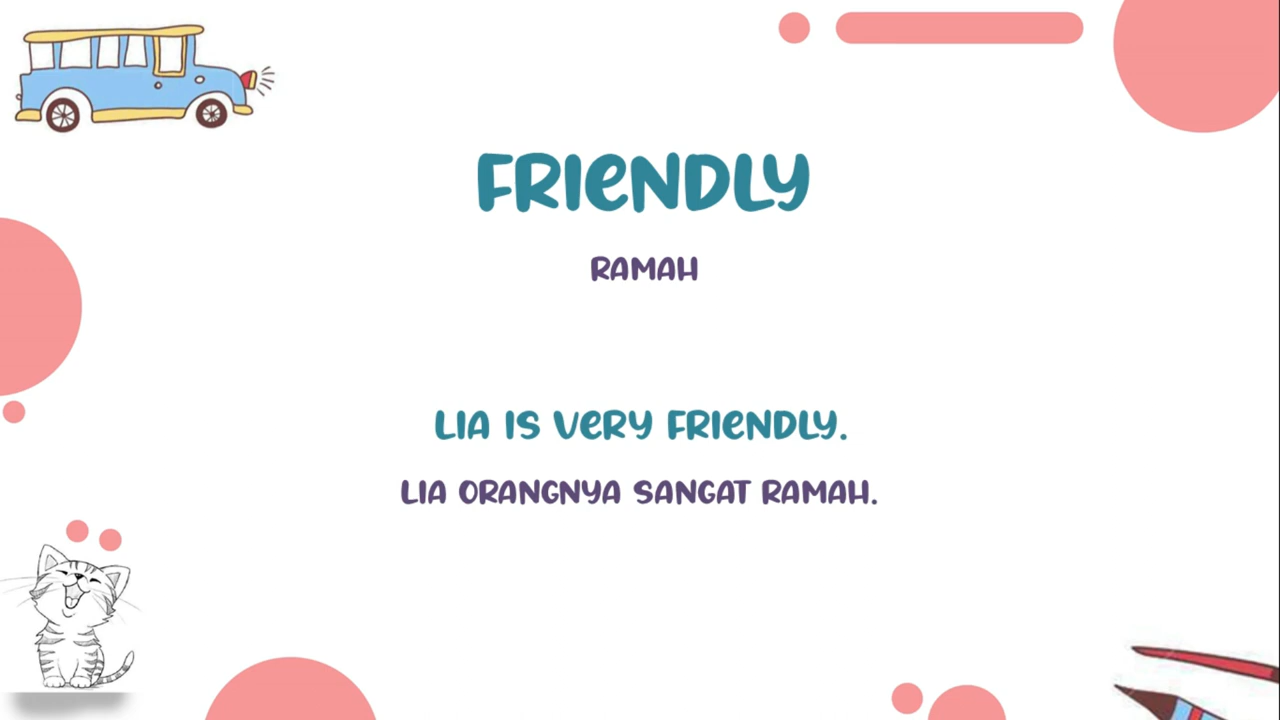 FRIENDLY
RAMAH
LIA IS VERY FRIENDLY.
LIA ORANGNYA SANGAT RAMAH.